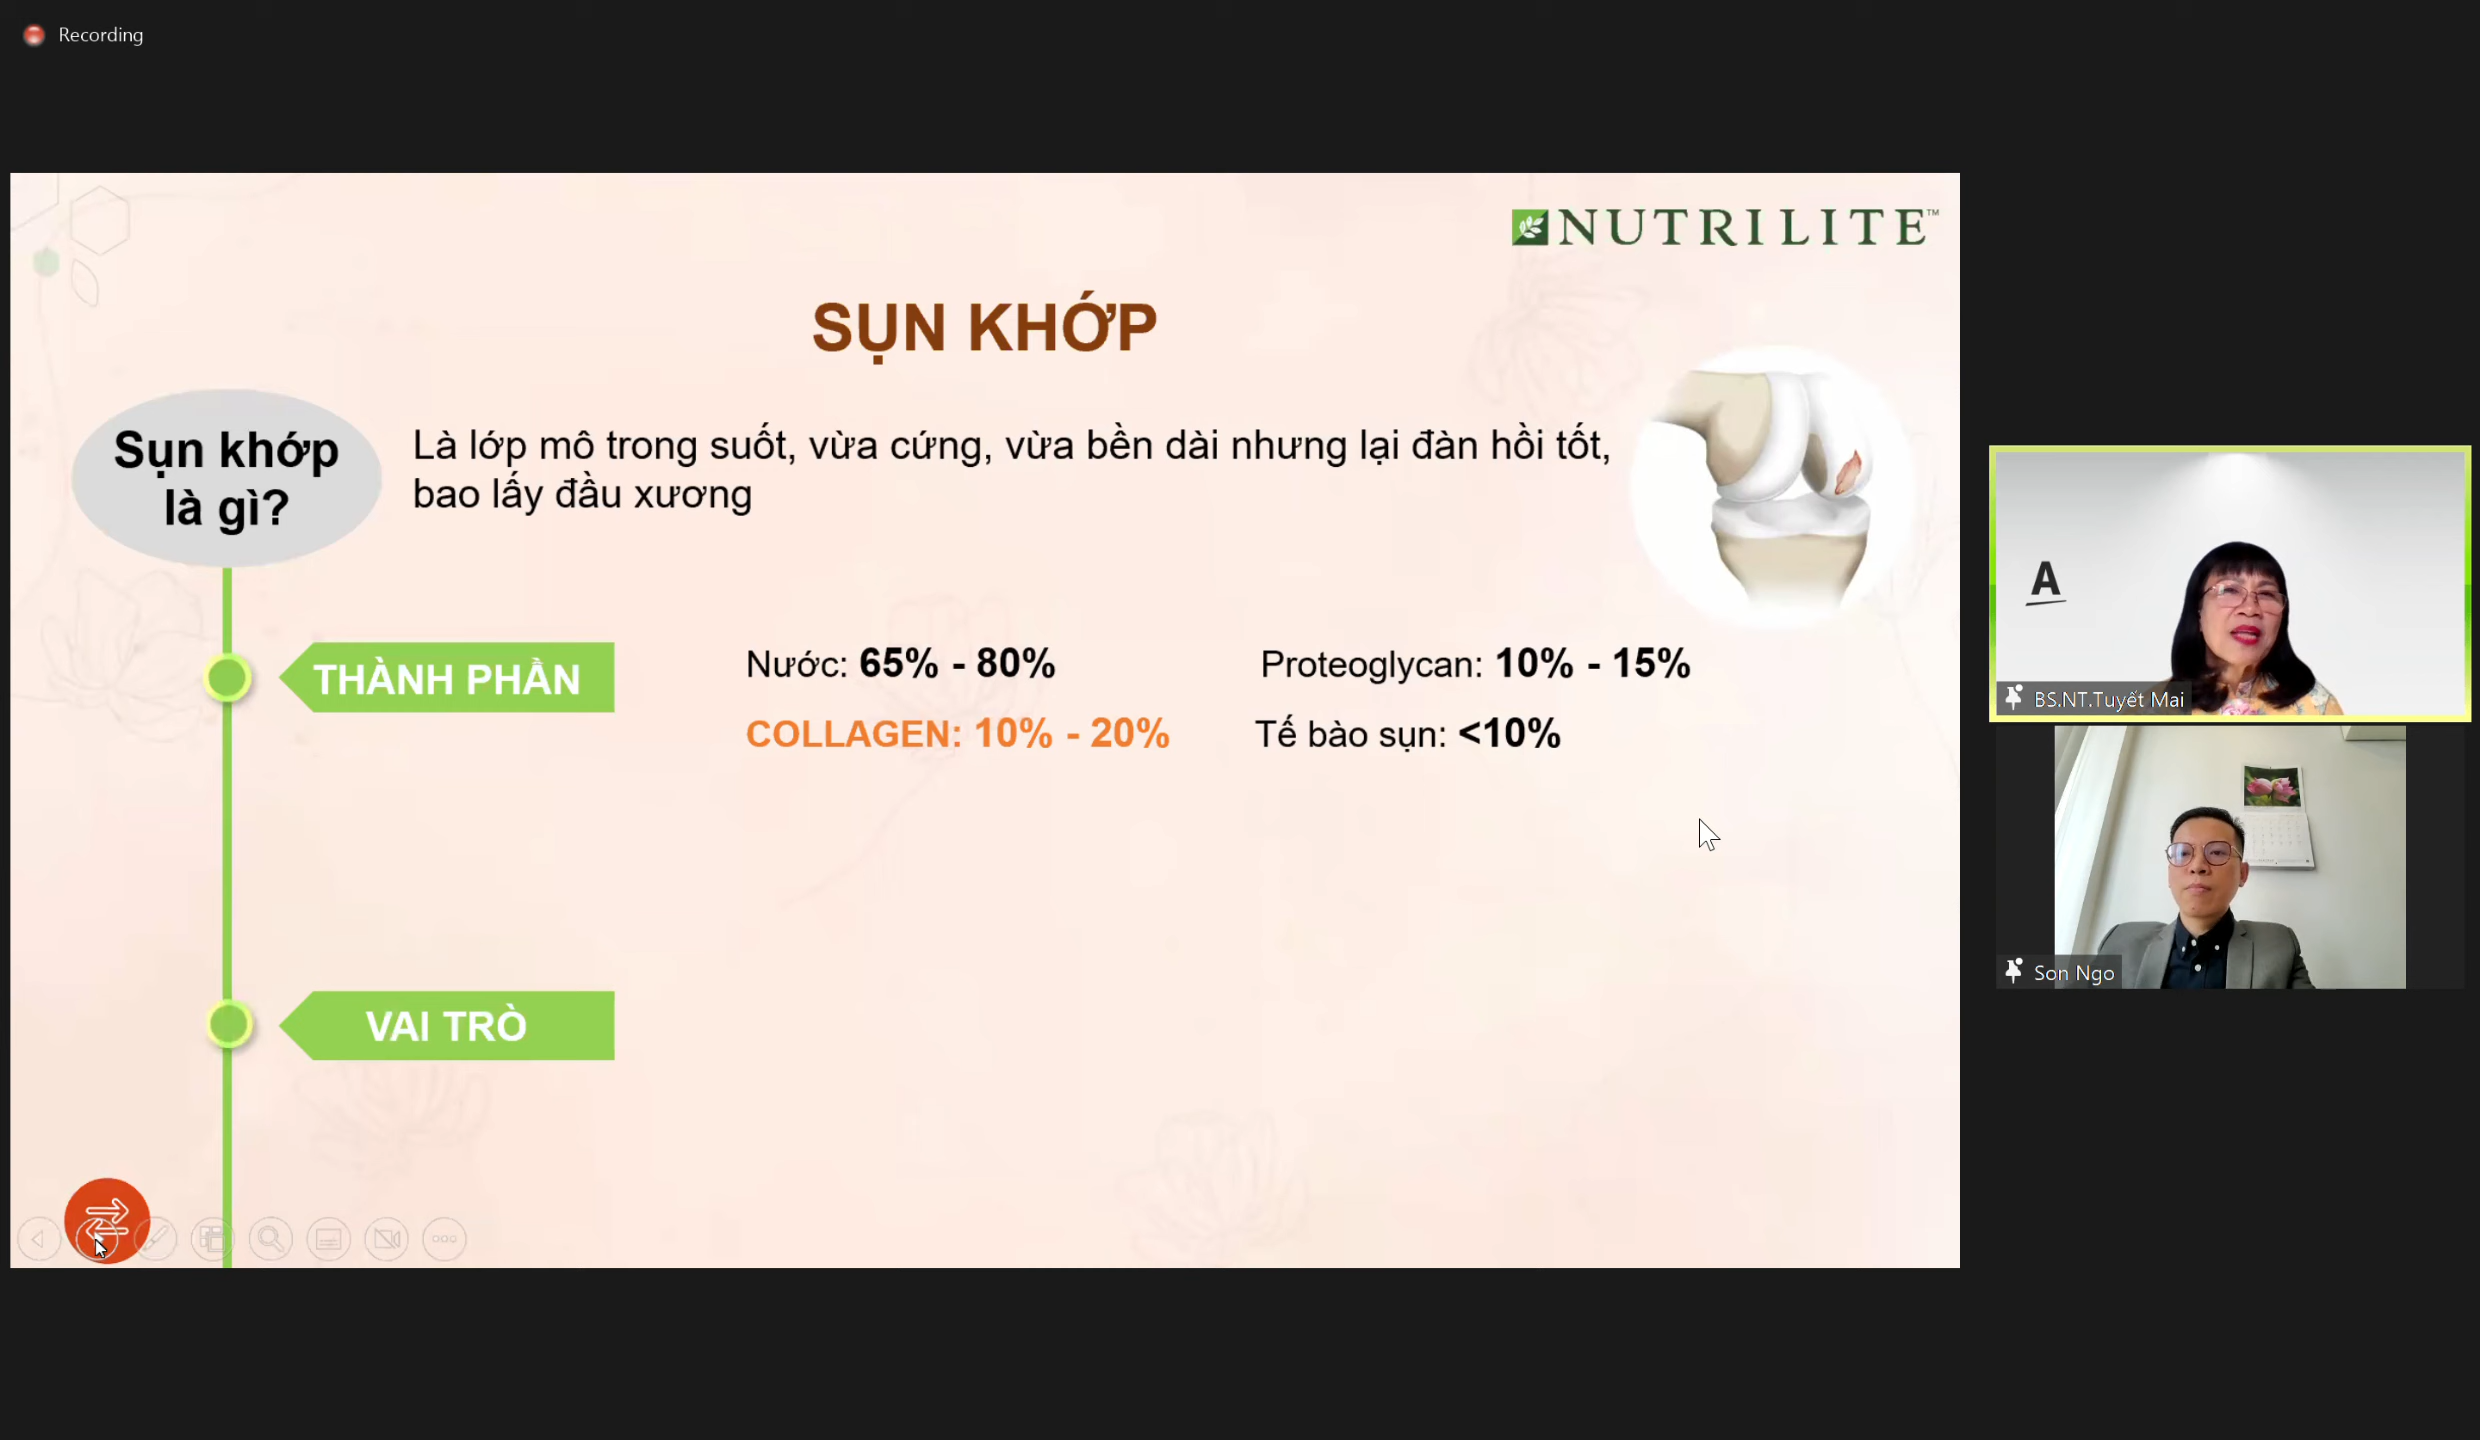 Recording
NUTRILITE™
SỤN KHỚP
Sụn khớp
là gì?
Là lớp mô trong suốt, vừa cứng, vừa bền dài nhưng lại đàn hồi tốt,
bao lấy đầu xương
THÀNH PHẦN
Nước: 65% - 80%
Proteoglycan: 10% - 15%
COLLAGEN: 10% - 20%
Tế bào sụn: <10%
VAI TRÒ
A
BS.NT.Tuyết Mai
Son Ngo